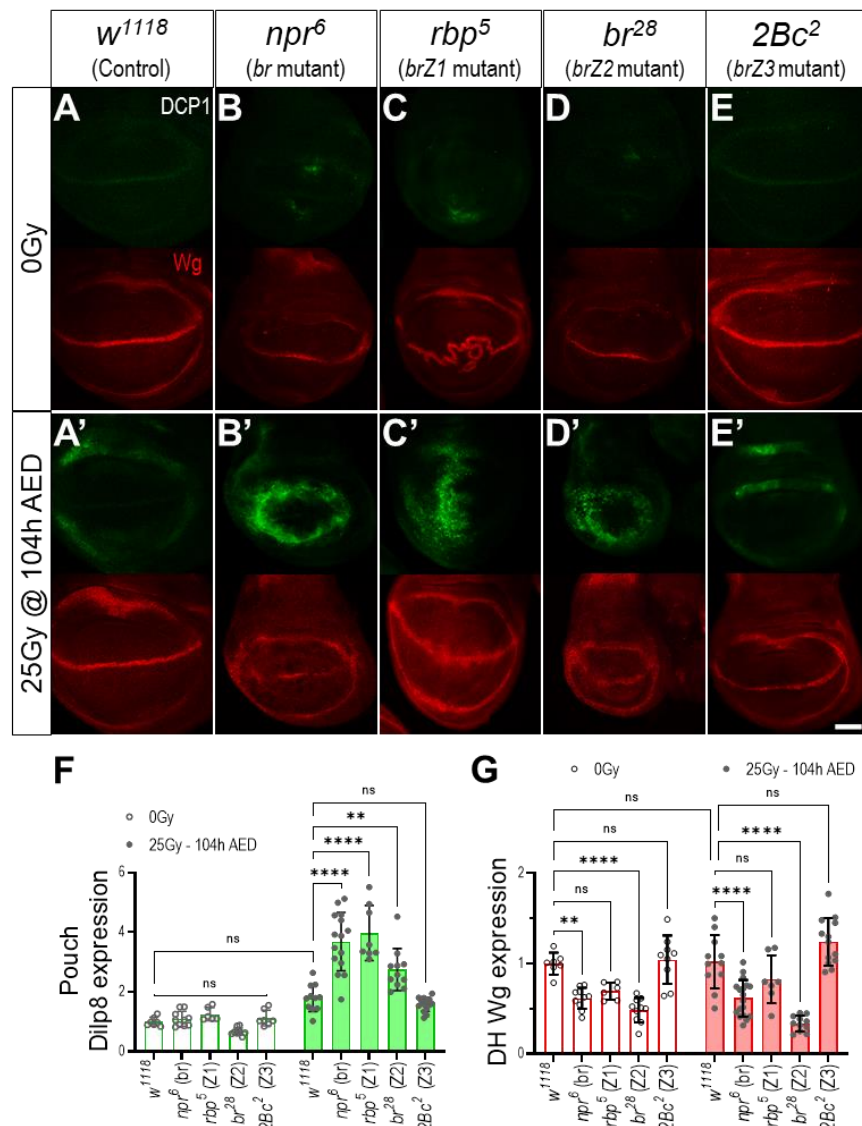 w1118 npr6 rbp5 br28 2Bc2
(Control) (br mutant) (brZ1 mutant) (brZ2 mutant) (brZ3 mutant)
0Gy
A DCP1 B C D E
Wg
25Gy @ 104h AED
A’ B’ C’ D’ E’
F
0Gy
25Gy - 104h AED
ns
**
****
****
ns
ns
Pouch
Dilp8 expression
6
4
2
0
w1118 npr6 (br) rbp5 (Z1) br28 (Z2) 2Bc2 (Z3) w1118 npr6 (br) rbp5 (Z1) br28 (Z2) 2Bc2 (Z3)
G
0Gy 25Gy - 104h AED
ns
ns ns
**** ****
ns ns
** ****
DH Wg expression
2
1
0
w1118 npr6 (br) rbp5 (Z1) br28 (Z2) 2Bc2 (Z3) w1118 npr6 (br) rbp5 (Z1) br28 (Z2) 2Bc2 (Z3)